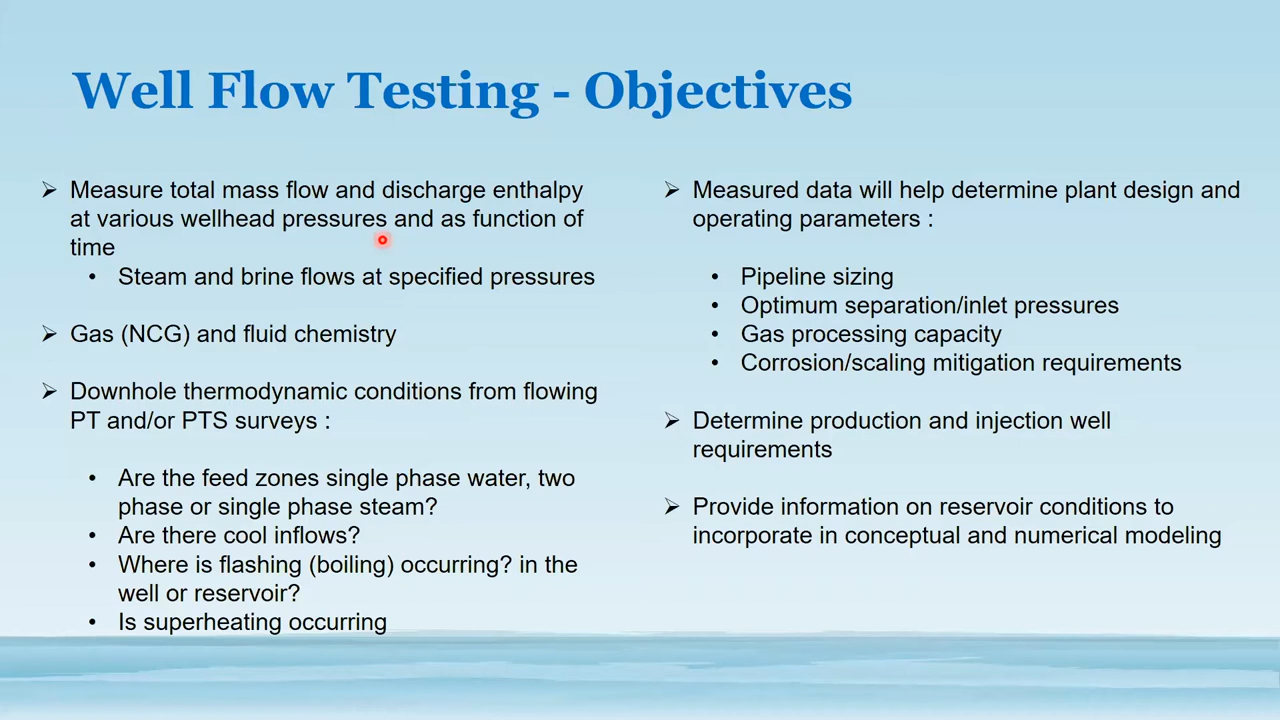 Well Flow Testing - Objectives
➢ Measure total mass flow and discharge enthalpy
at various wellhead pressures and as function of
time
• Steam and brine flows at specified pressures
➢ Gas (NCG) and fluid chemistry
➢ Downhole thermodynamic conditions from flowing
PT and/or PTS surveys :
• Are the feed zones single phase water, two
phase or single phase steam?
• Are there cool inflows?
• Where is flashing (boiling) occurring? in the
well or reservoir?
• Is superheating occurring
➢ Measured data will help determine plant design and
operating parameters :
• Pipeline sizing
• Optimum separation/inlet pressures
• Gas processing capacity
• Corrosion/scaling mitigation requirements
➢ Determine production and injection well
requirements
➢ Provide information on reservoir conditions to
incorporate in conceptual and numerical modeling